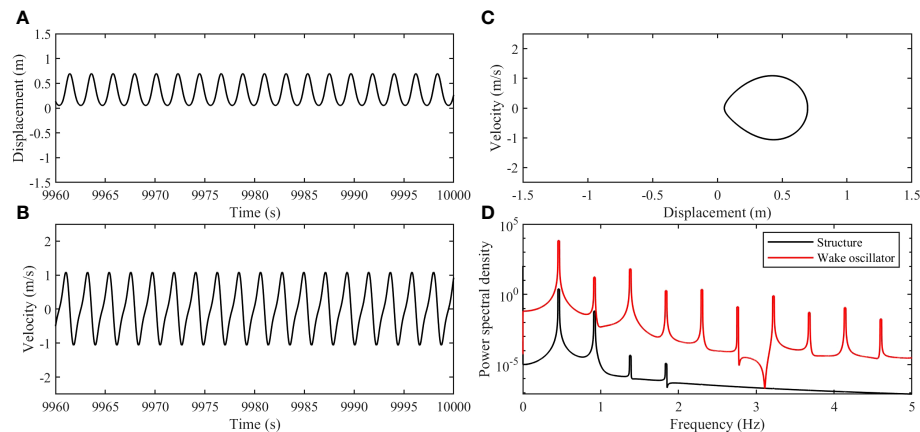 A
Displacement (m)
1.5
1
0.5
0
-0.5
-1
-1.5
9960 9965 9970 9975 9980 9985 9990 9995 10000
Time (s)
B
Velocity (m/s)
2
1
0
-1
-2
9960 9965 9970 9975 9980 9985 9990 9995 10000
Time (s)
C
Velocity (m/s)
2
1
0
-1
-2
-1.5 -1 -0.5 0 0.5 1 1.5
Displacement (m)
D
Power spectral density
10^5
10^0
10^-5
Structure
Wake oscillator
0 1 2 3 4 5
Frequency (Hz)